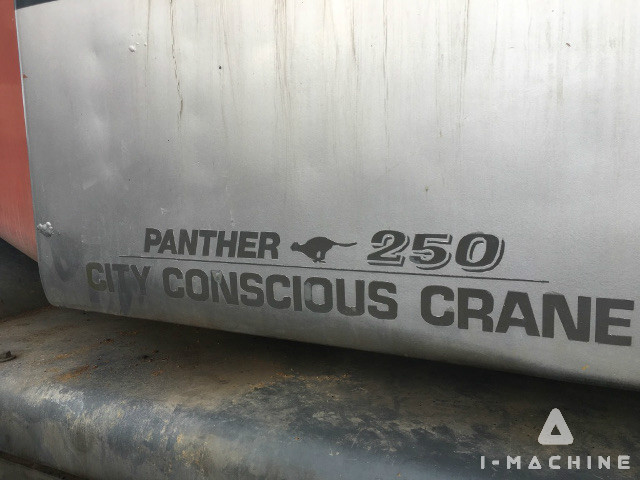 PANTHER 250
CITY CONSCIOUS CRANE
I-MACHINE